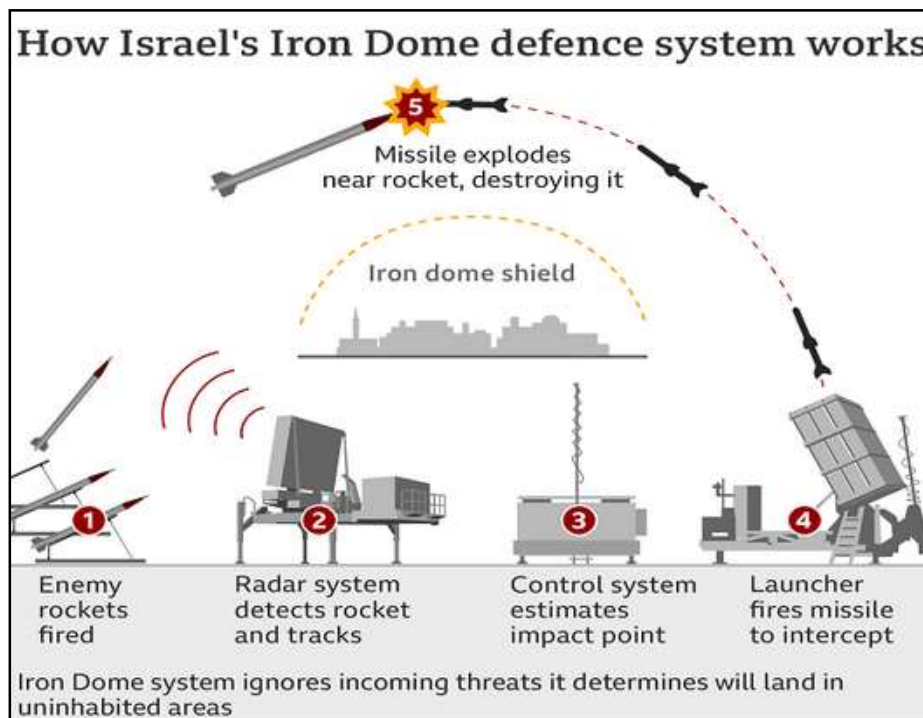 How Israel's Iron Dome defence system works
5
Missile explodes
near rocket, destroying it
Iron dome shield
1
2
3
4
Enemy
rockets
fired
Radar system
detects rocket
and tracks
Control system
estimates
impact point
Launcher
fires missile
to intercept
Iron Dome system ignores incoming threats it determines will land in
uninhabited areas